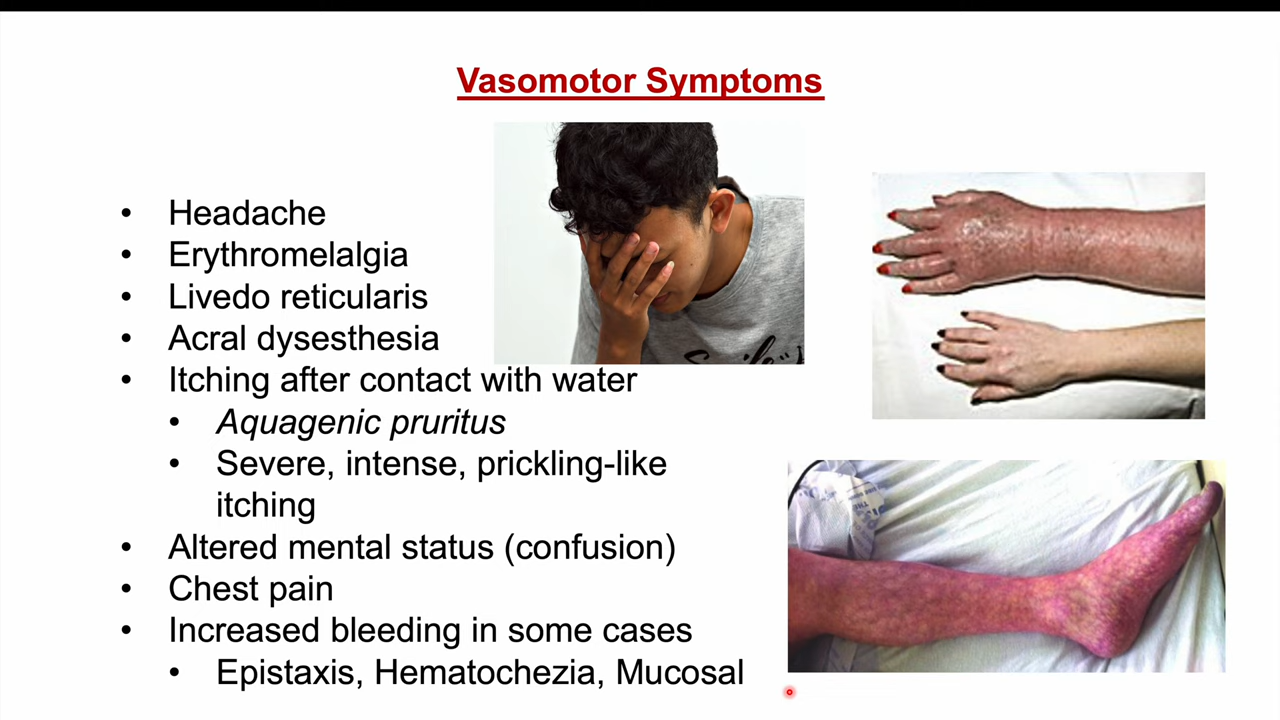 Vasomotor Symptoms
• Headache
• Erythromelalgia
• Livedo reticularis
• Acral dysesthesia
• Itching after contact with water
• Aquagenic pruritus
• Severe, intense, prickling-like
itching
• Altered mental status (confusion)
• Chest pain
• Increased bleeding in some cases
• Epistaxis, Hematochezia, Mucosal